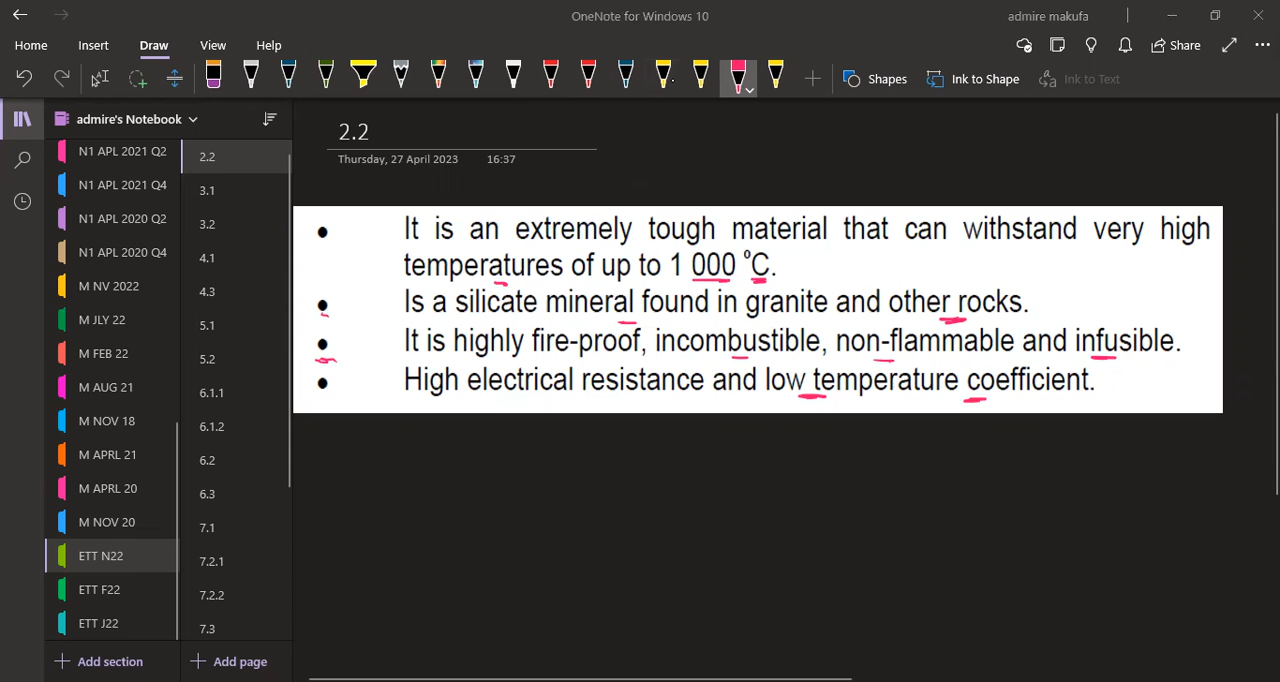 OneNote for Windows 10
admire makufa
Home Insert Draw View Help
Share
Shapes
Ink to Shape
Ink to Text
admire's Notebook
N1 APL 2021 Q2
N1 APL 2021 Q4
N1 APL 2020 Q2
N1 APL 2020 Q4
M NV 2022
M JLY 22
M FEB 22
M AUG 21
M NOV 18
M APRL 21
M APRL 20
M NOV 20
ETT N22
ETT F22
ETT J22
Add section
2.2
3.1
3.2
4.1
4.3
5.1
5.2
6.1.1
6.1.2
6.2
6.3
7.1
7.2.1
7.2.2
7.3
Add page
2.2
Thursday, 27 April 2023 16:37
• It is an extremely tough material that can withstand very high
temperatures of up to 1 000 °C.
• Is a silicate mineral found in granite and other rocks.
• It is highly fire-proof, incombustible, non-flammable and infusible.
• High electrical resistance and low temperature coefficient.